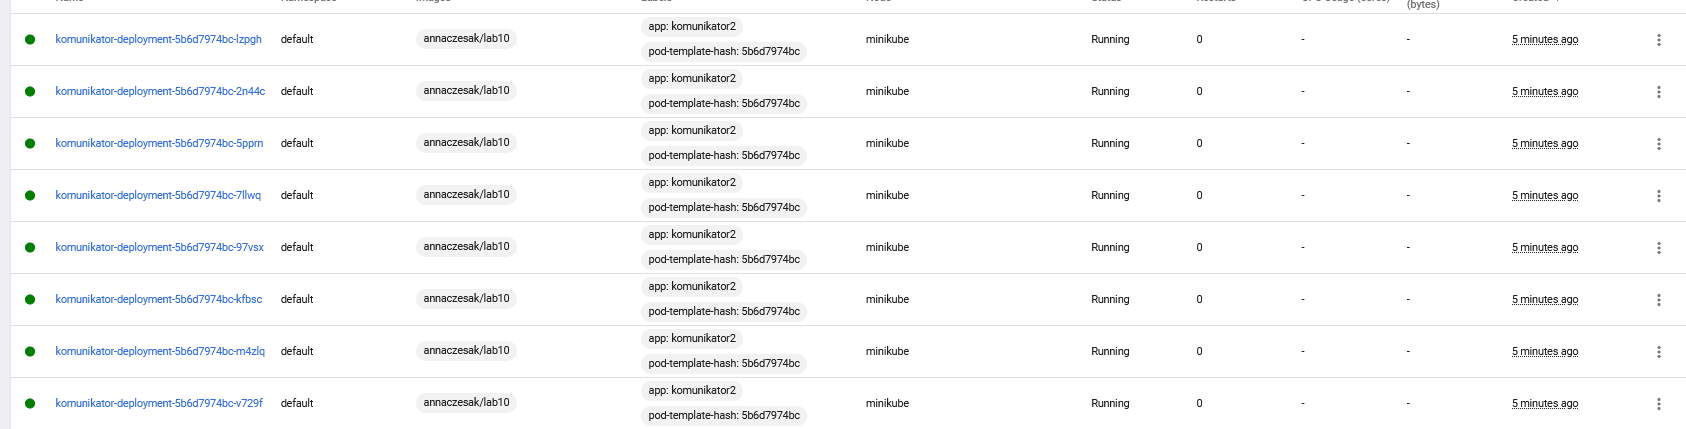 (bytes)
komunikator-deployment-5b6d7974bc-lzpgh default annaczesak/lab10 app: komunikator2 pod-template-hash: 5b6d7974bc minikube Running 0 - - 5 minutes ago
komunikator-deployment-5b6d7974bc-2n44c default annaczesak/lab10 app: komunikator2 pod-template-hash: 5b6d7974bc minikube Running 0 - - 5 minutes ago
komunikator-deployment-5b6d7974bc-5pprn default annaczesak/lab10 app: komunikator2 pod-template-hash: 5b6d7974bc minikube Running 0 - - 5 minutes ago
komunikator-deployment-5b6d7974bc-7llwq default annaczesak/lab10 app: komunikator2 pod-template-hash: 5b6d7974bc minikube Running 0 - - 5 minutes ago
komunikator-deployment-5b6d7974bc-97vsx default annaczesak/lab10 app: komunikator2 pod-template-hash: 5b6d7974bc minikube Running 0 - - 5 minutes ago
komunikator-deployment-5b6d7974bc-kfbsc default annaczesak/lab10 app: komunikator2 pod-template-hash: 5b6d7974bc minikube Running 0 - - 5 minutes ago
komunikator-deployment-5b6d7974bc-m4zlq default annaczesak/lab10 app: komunikator2 pod-template-hash: 5b6d7974bc minikube Running 0 - - 5 minutes ago
komunikator-deployment-5b6d7974bc-v729f default annaczesak/lab10 app: komunikator2 pod-template-hash: 5b6d7974bc minikube Running 0 - - 5 minutes ago